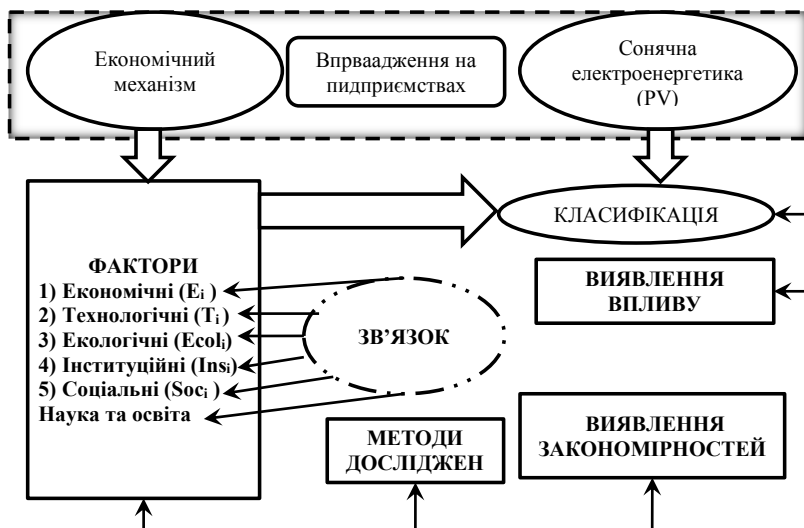 Економічний
механізм
Впрваадження на
пидприємствах
Сонячна
електроенергетика
(PV)
КЛАСИФІКАЦІЯ
ФАКТОРИ
1) Економічні (Ei )
2) Технологічні (Ti )
3) Екологічні (Ecoli)
4) Інституційні (Insi)
5) Соціальні (Soci )
Наука та освіта
ЗВ’ЯЗОК
ВИЯВЛЕННЯ
ВПЛИВУ
МЕТОДИ
ДОСЛІДЖЕН
ВИЯВЛЕННЯ
ЗАКОНОМІРНОСТЕЙ